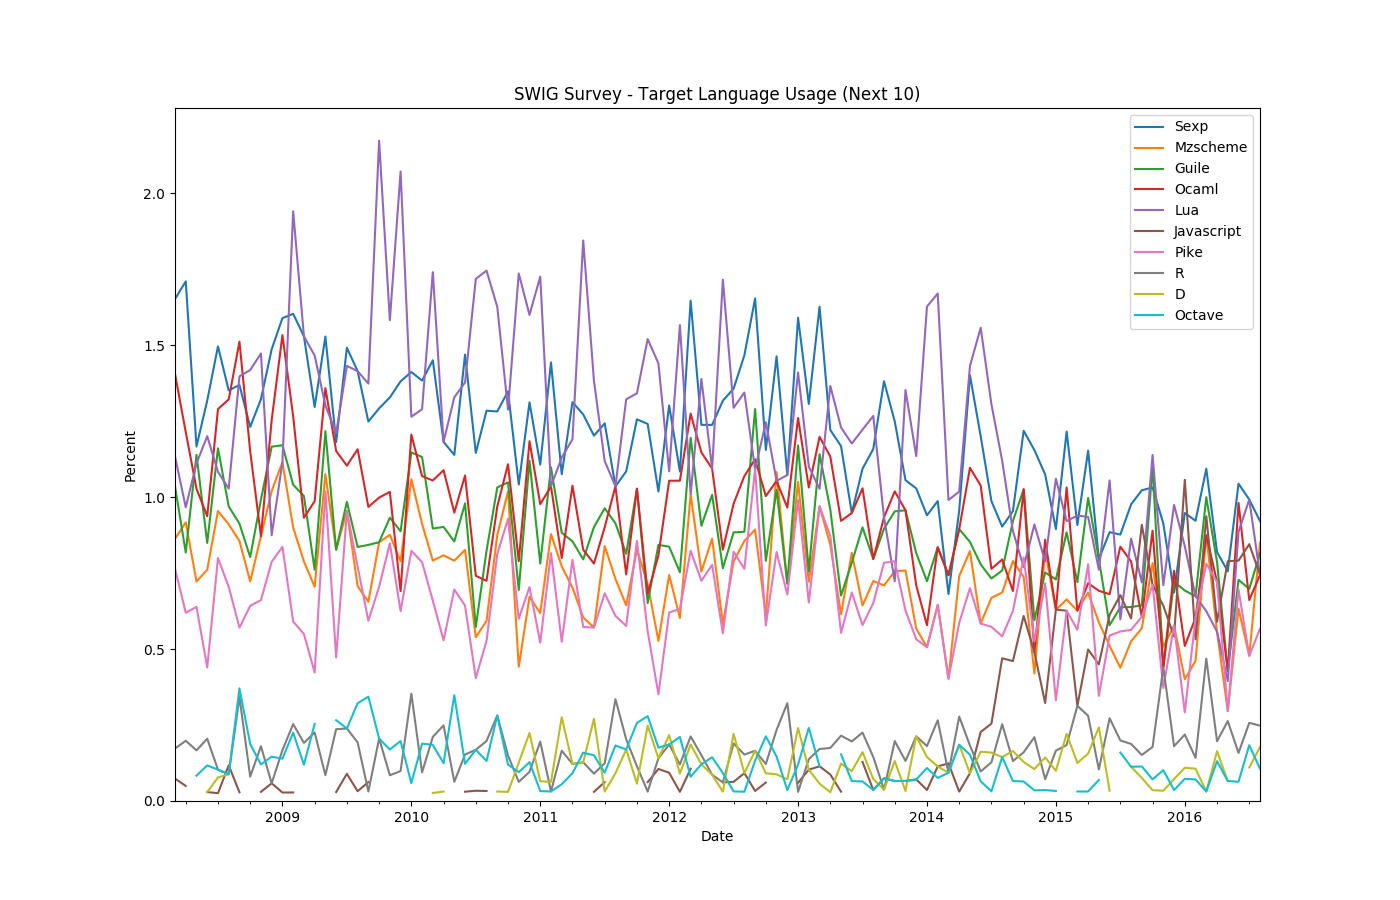 SWIG Survey - Target Language Usage (Next 10)
Sexp
Mzscheme
Guile
Ocaml
Lua
Javascript
Pike
R
D
Octave
Percent
2.0
1.5
1.0
0.5
0.0
2009 2010 2011 2012 2013 2014 2015 2016
Date